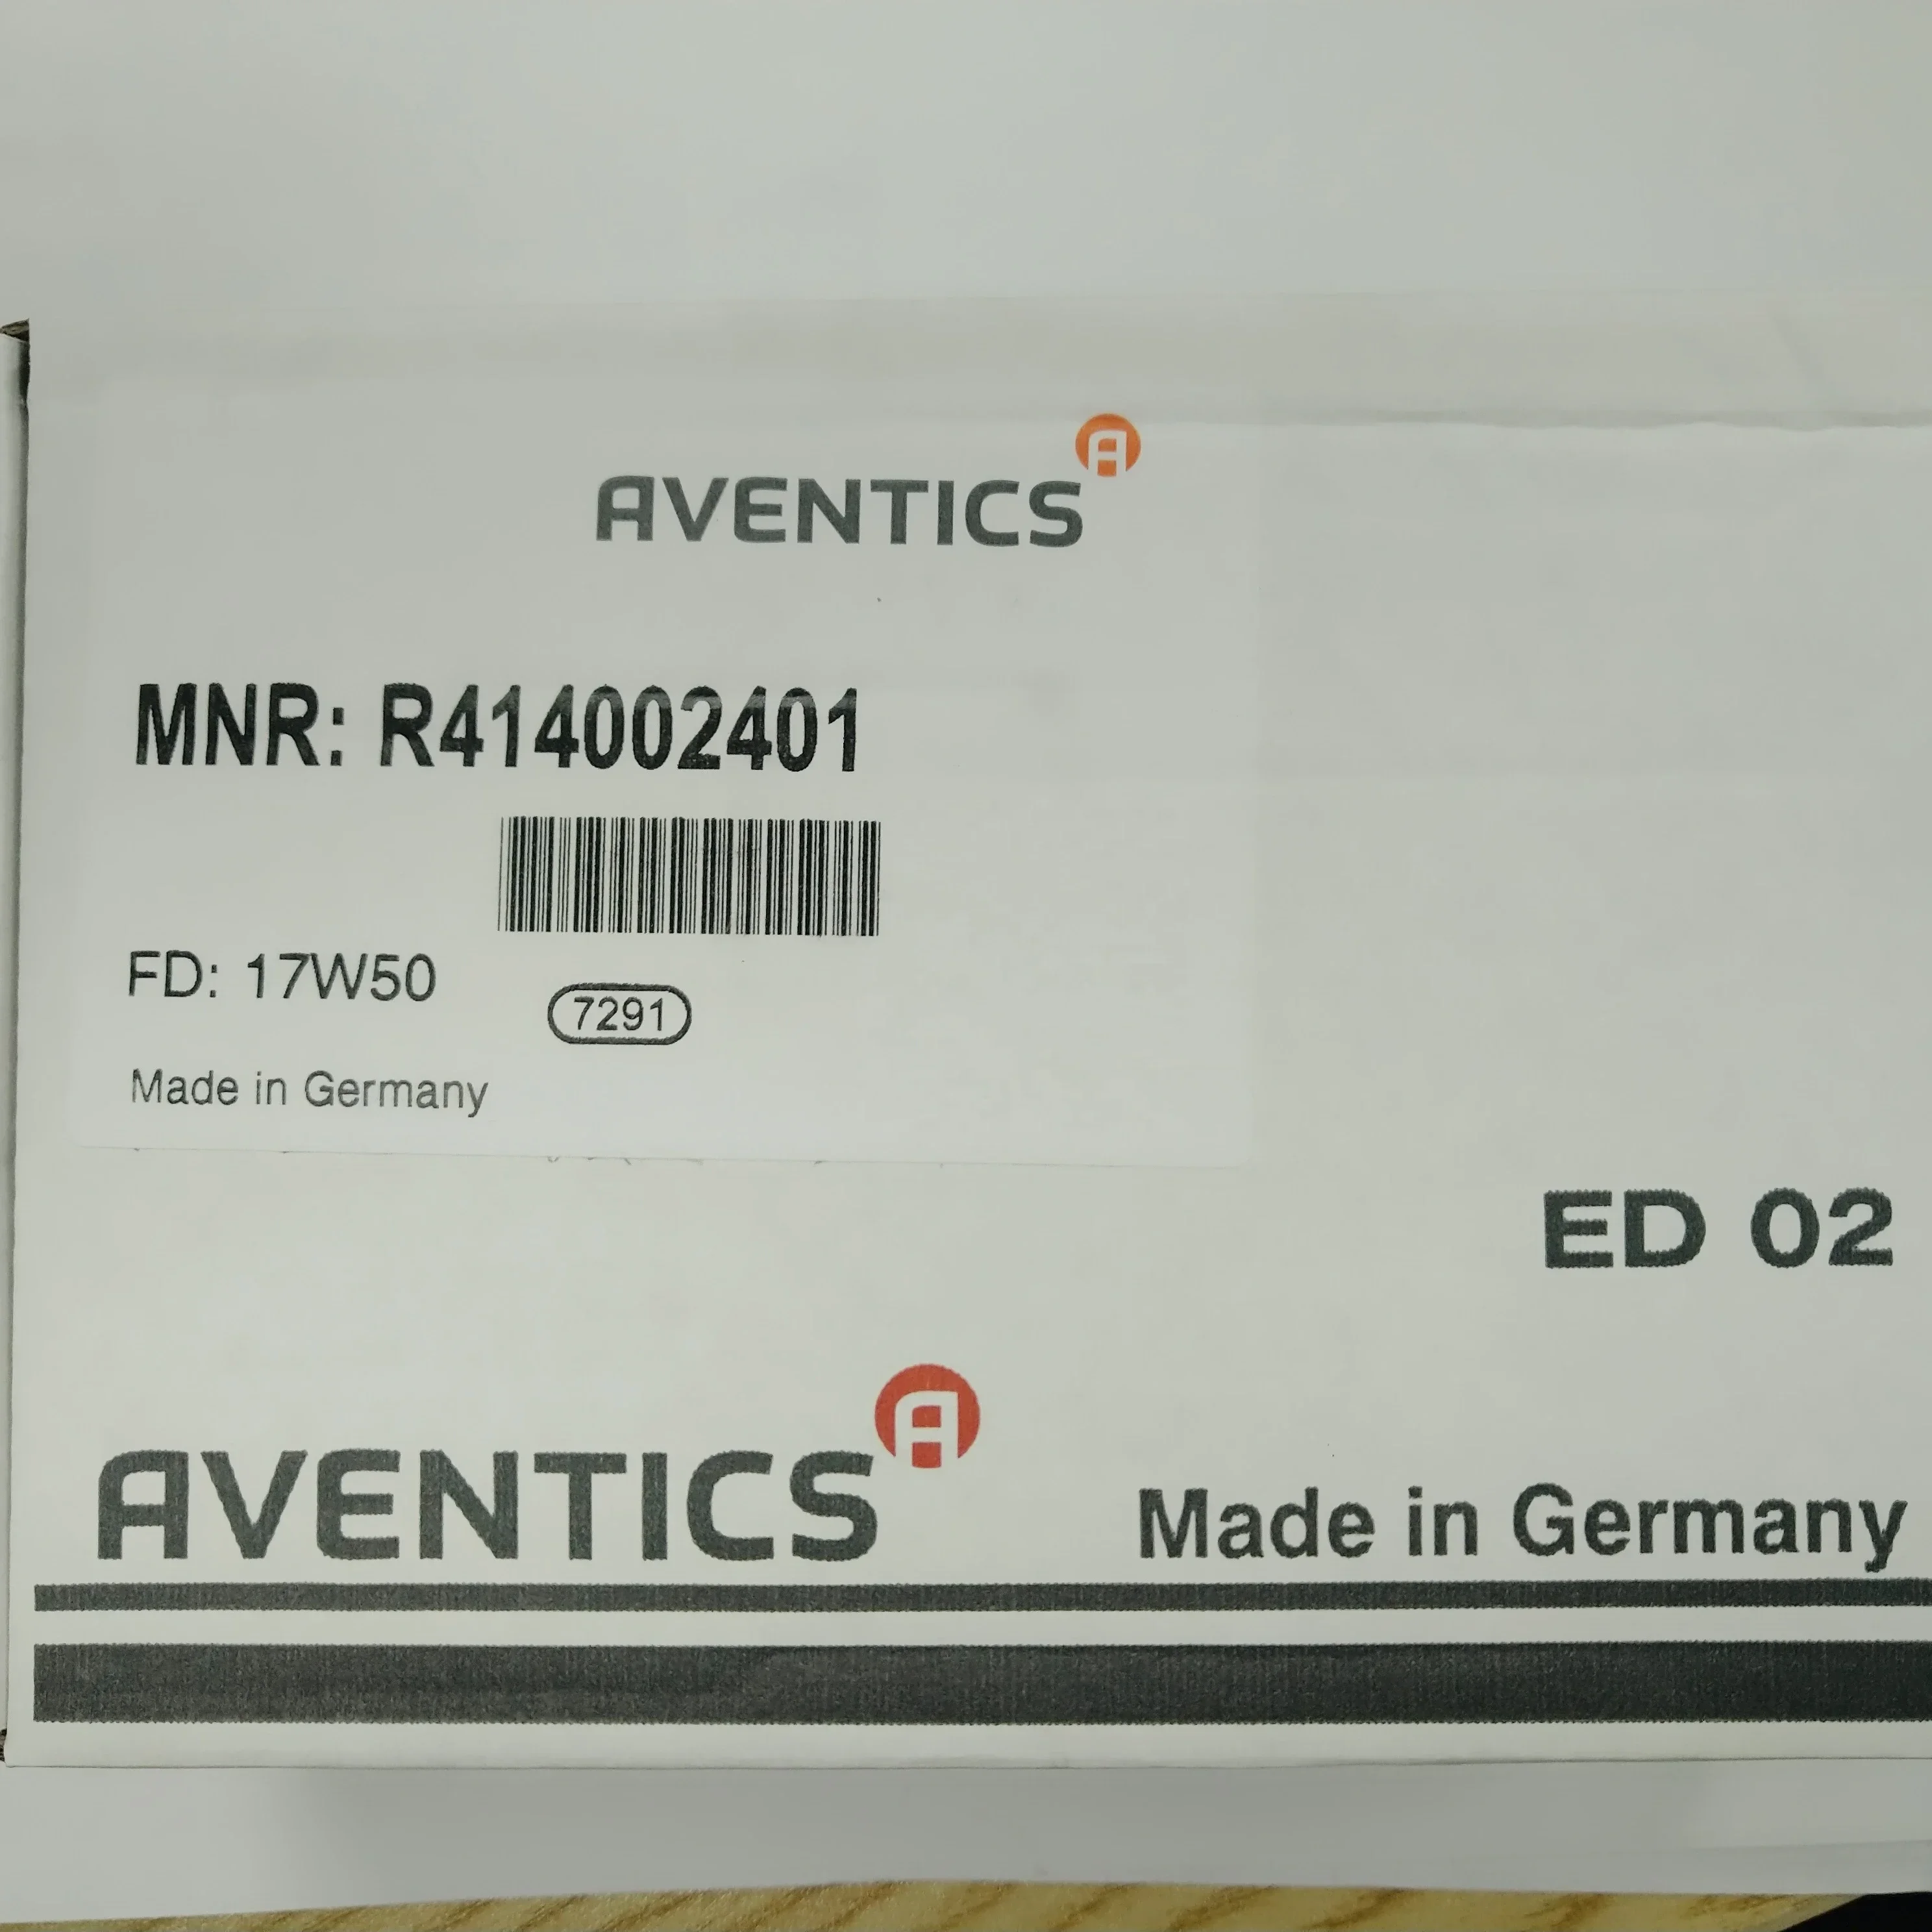 AVENTICS
MNR: R414002401
FD: 17W50
7291
Made in Germany
ED 02
AVENTICS
Made in Germany